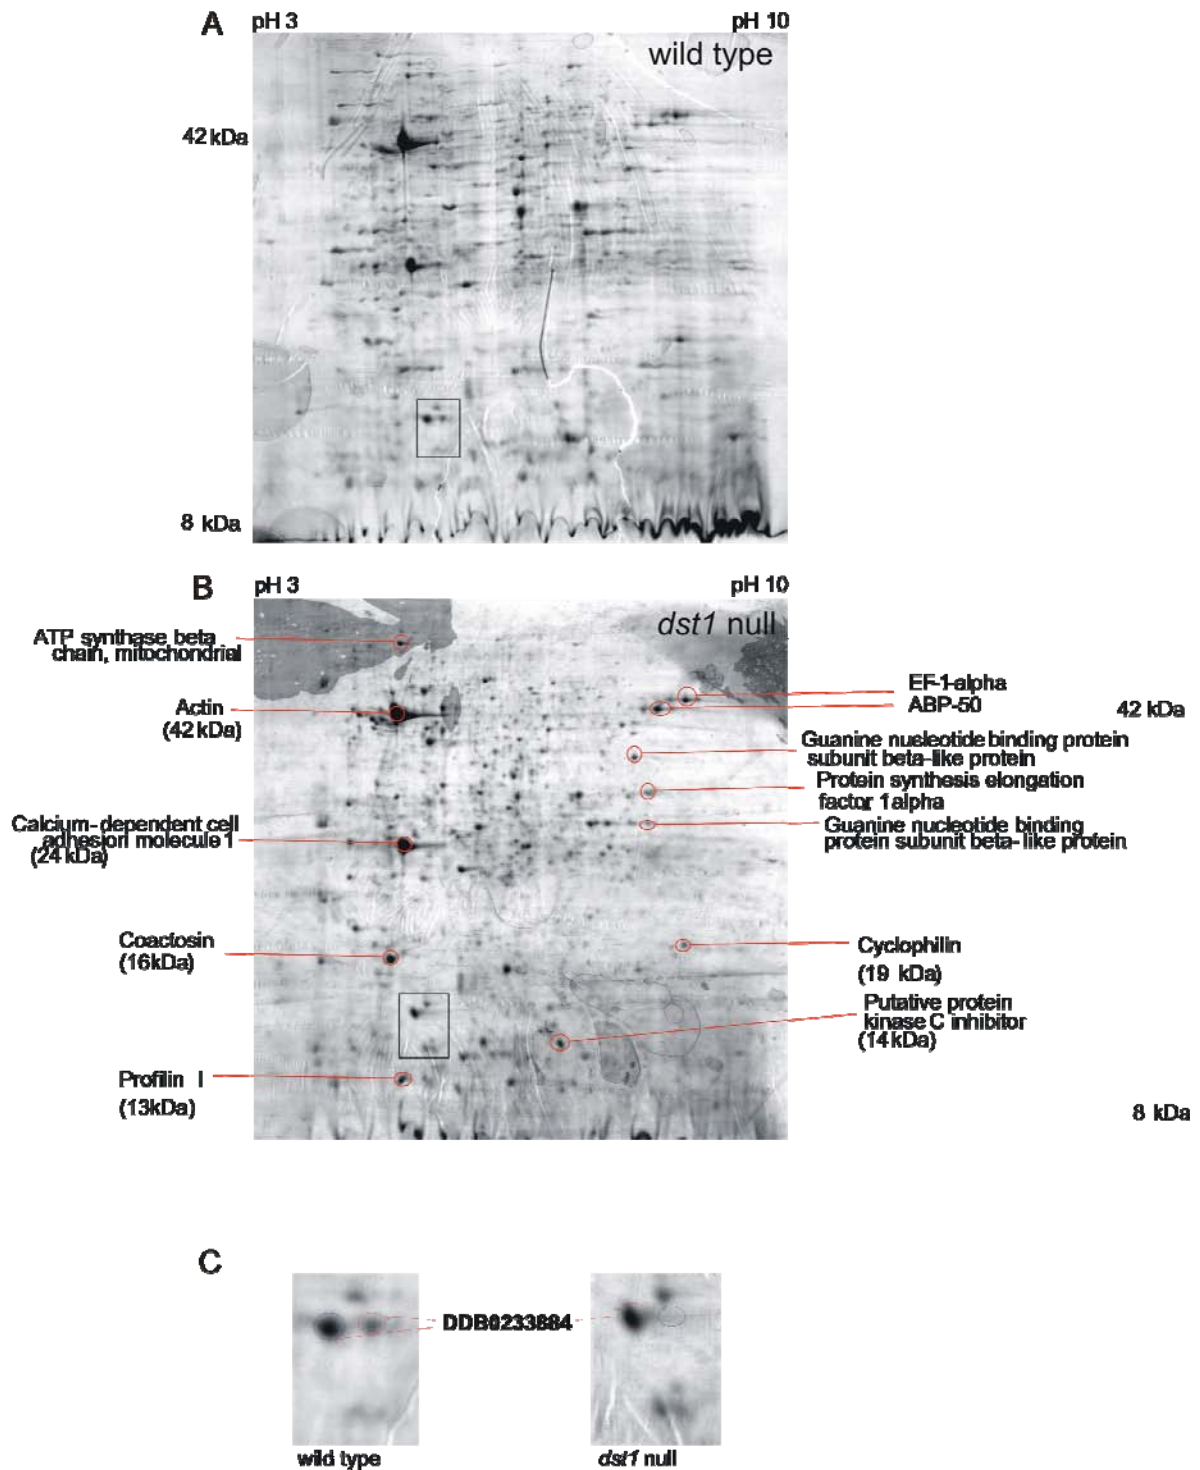 A
pH 3
pH 10
wild type
42 kDa
8 kDa
B
pH 3
pH 10
dst1 null
ATP synthase beta
chain, mitochondrial
Actin
(42 kDa)
Calcium-dependent cell
adhesion molecule 1
(24 kDa)
Coactosin
(16kDa)
Profilin I
(13kDa)
EF-1-alpha
ABP-50
42 kDa
Guanine nucleotide binding protein
subunit beta-like protein
Protein synthesis elongation
factor 1 alpha
Guanine nucleotide binding
protein subunit beta-like protein
Cyclophilin
(19 kDa)
Putative protein
kinase C inhibitor
(14 kDa)
8 kDa
C
DDB0233884
wild type
dst1 null